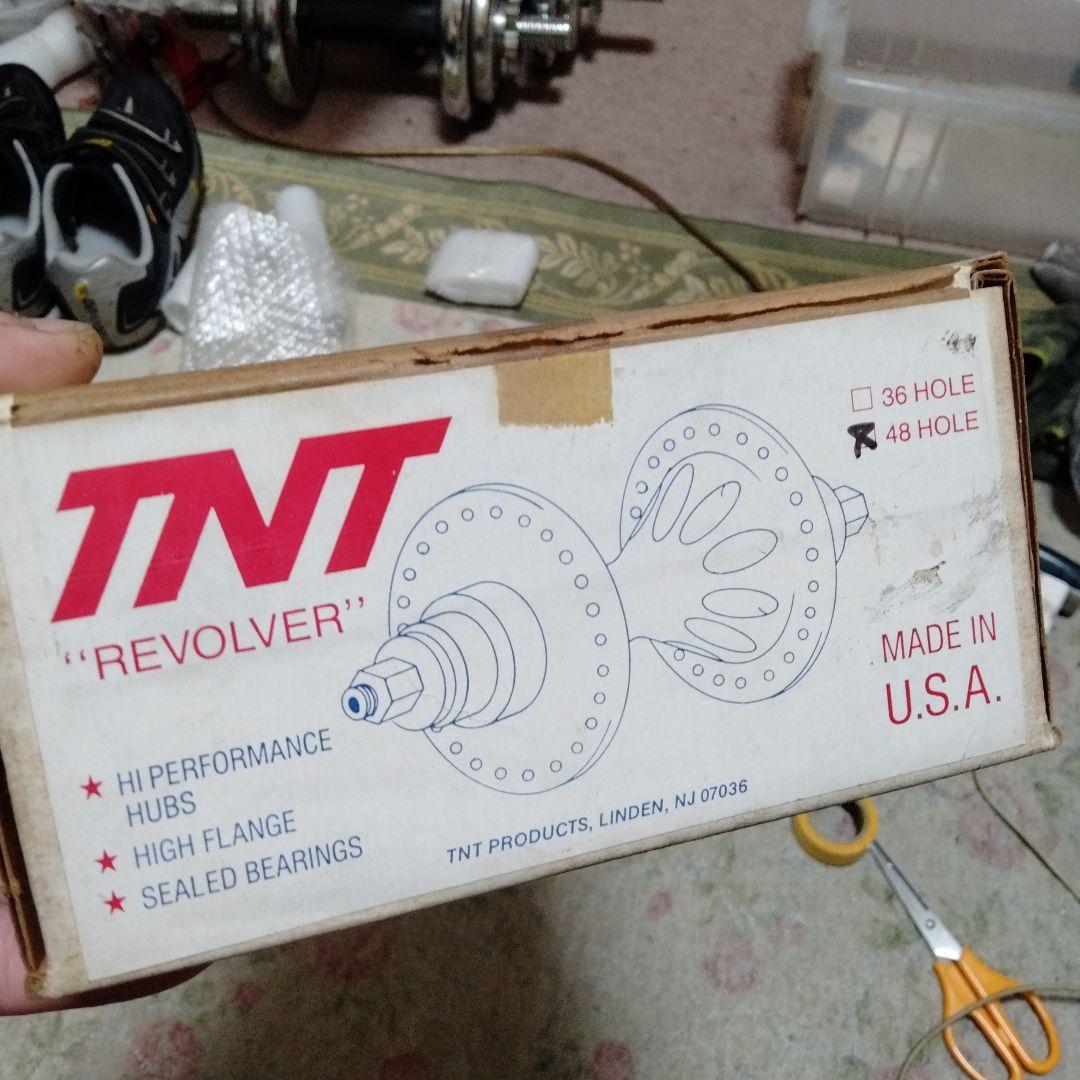 TNT
“REVOLVER”
★ HI PERFORMANCE
HUBS
★ HIGH FLANGE
★ SEALED BEARINGS
TNT PRODUCTS, LINDEN, NJ 07036
36 HOLE
48 HOLE
MADE IN
U.S.A.